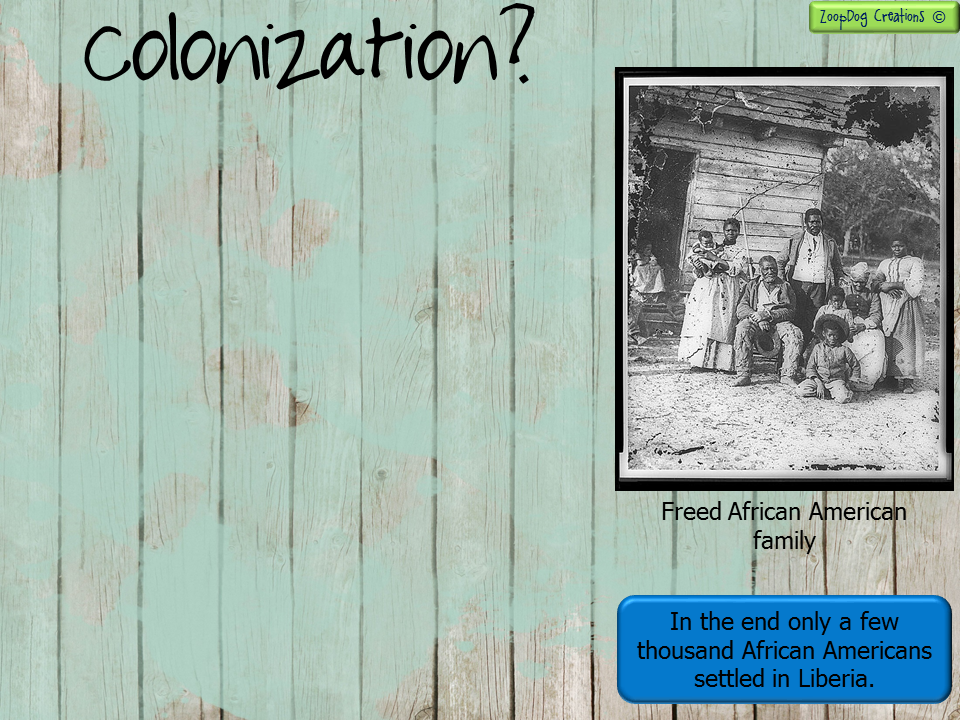 Colonization?
ZoopDog Creations ©
Freed African American
family
In the end only a few
thousand African Americans
settled in Liberia.